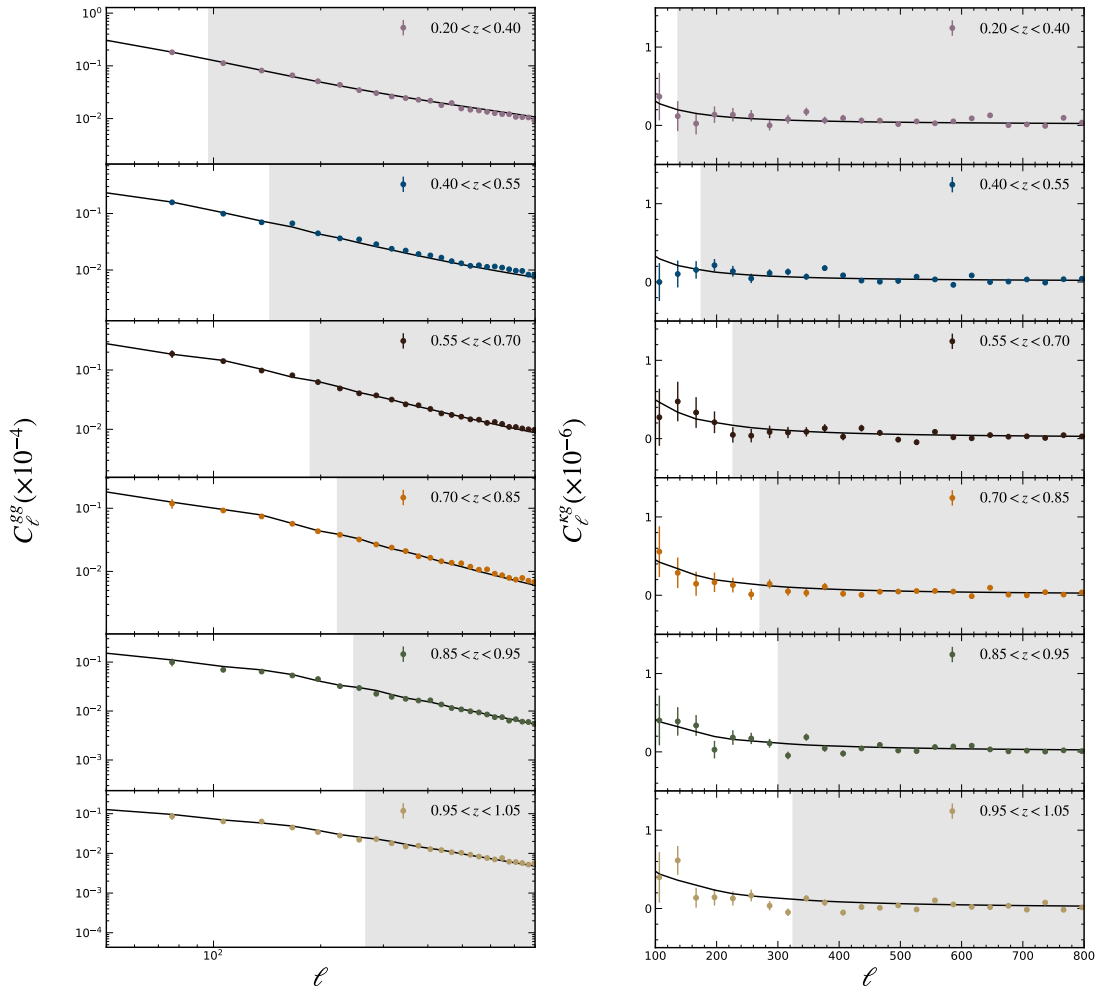 10⁰
10⁻¹
10⁻²
0.20 < z < 0.40
10⁻¹
10⁻²
0.40 < z < 0.55
10⁻¹
10⁻²
0.55 < z < 0.70
10⁻¹
10⁻²
0.70 < z < 0.85
10⁻¹
10⁻²
10⁻³
0.85 < z < 0.95
10⁻¹
10⁻²
10⁻³
10⁻⁴
0.95 < z < 1.05
10²
ℓ
C_ℓ^{gg}(×10⁻⁴)
1
0
0.20 < z < 0.40
1
0
0.40 < z < 0.55
1
0
0.55 < z < 0.70
1
0
0.70 < z < 0.85
1
0
0.85 < z < 0.95
1
0
0.95 < z < 1.05
100 200 300 400 500 600 700 800
ℓ
C_ℓ^{κg}(×10⁻⁶)